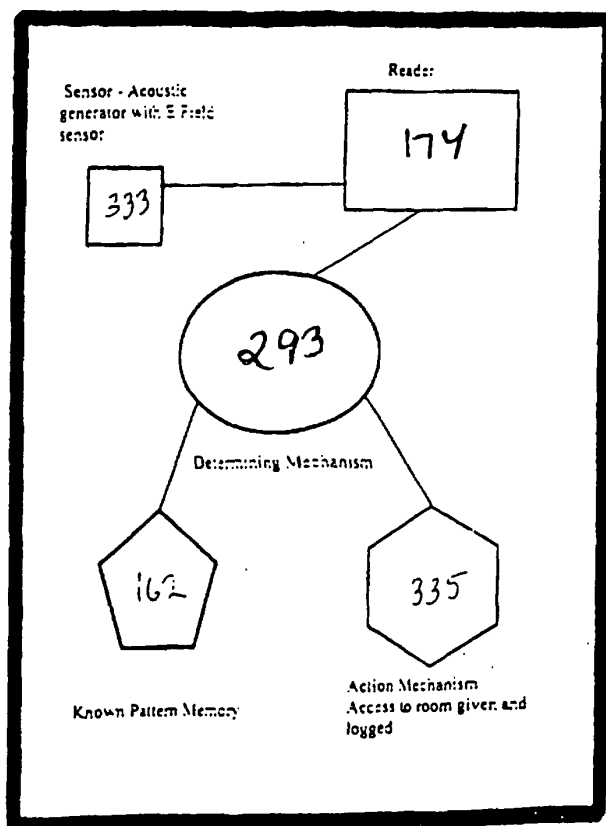 Reader
Sensor - Acoustic
generator with E Field
sensor
174
333
293
Determining Mechanism
162
335
Known Pattern Memory
Action Mechanism
Access to room given and
logged